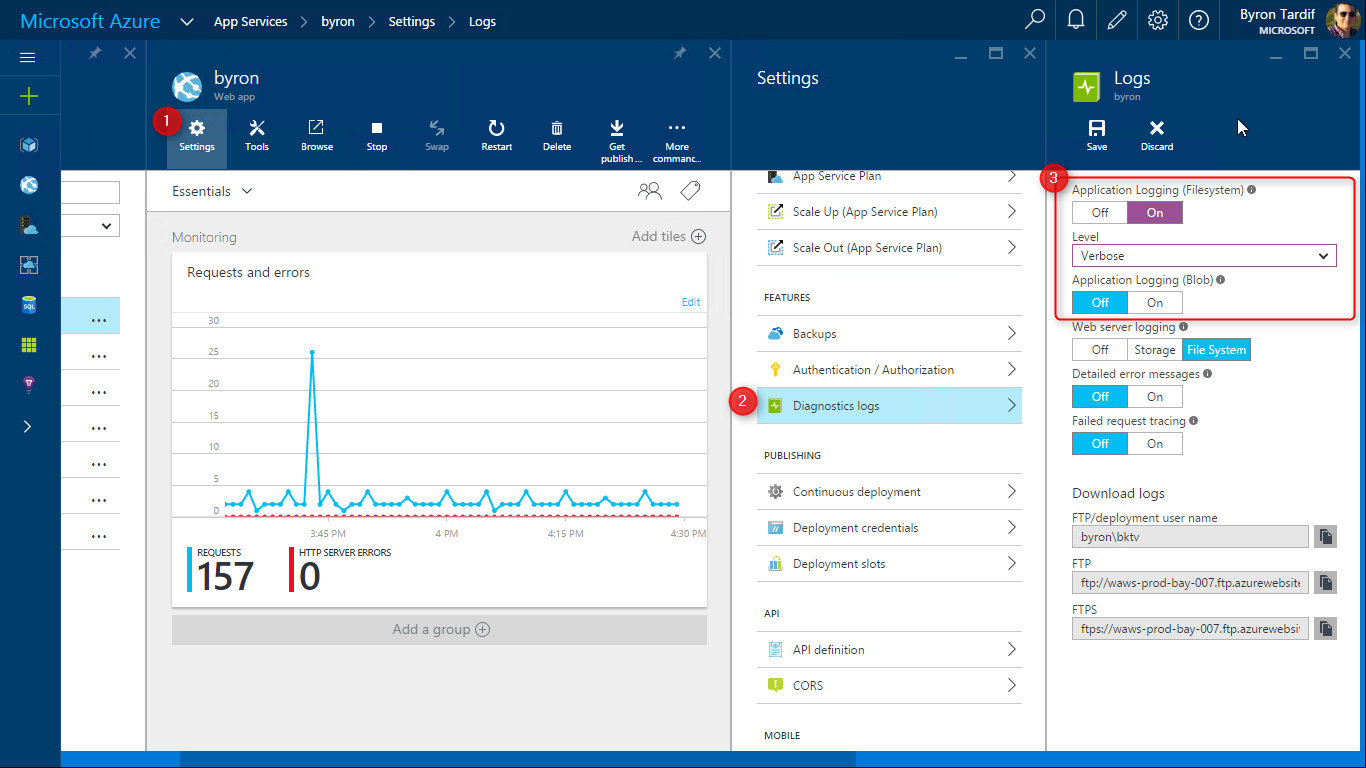 Microsoft Azure
App Services > byron > Settings > Logs
Byron Tardif
MICROSOFT
byron
Web app
1
Settings
Tools
Browse
Stop
Swap
Restart
Delete
Get
publish ...
More
commanc...
Essentials
Monitoring
Add tiles
Requests and errors
Edit
30
25
20
15
10
5
0
3:45 PM
4 PM
4:15 PM
4:30 PM
REQUESTS
157
HTTP SERVER ERRORS
0
Add a group
SQL
Settings
App Service Plan
Scale Up (App Service Plan)
Scale Out (App Service Plan)
FEATURES
Backups
Authentication / Authorization
2
Diagnostics logs
PUBLISHING
Continuous deployment
Deployment credentials
Deployment slots
API
API definition
CORS
MOBILE
Logs
byron
Save
Discard
3
Application Logging (Filesystem)
Off On
Level
Verbose
Application Logging (Blob)
Off On
Web server logging
Off Storage File System
Detailed error messages
Off On
Failed request tracing
Off On
Download logs
FTP/deployment user name
byron\bktv
FTP
ftp://waws-prod-bay-007.ftp.azurewebsite
FTPS
ftps://waws-prod-bay-007.ftp.azurewebsi